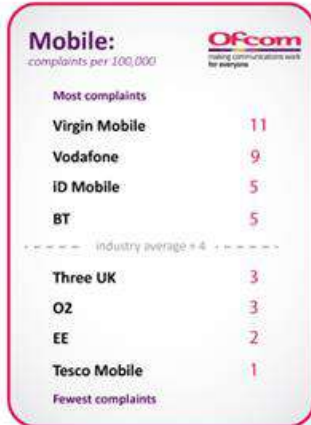 Mobile:
complaints per 100,000
Ofcom
making communications work
for everyone
Most complaints
Virgin Mobile 11
Vodafone 9
iD Mobile 5
BT 5
industry average = 4
Three UK 3
O2 3
EE 2
Tesco Mobile 1
Fewest complaints